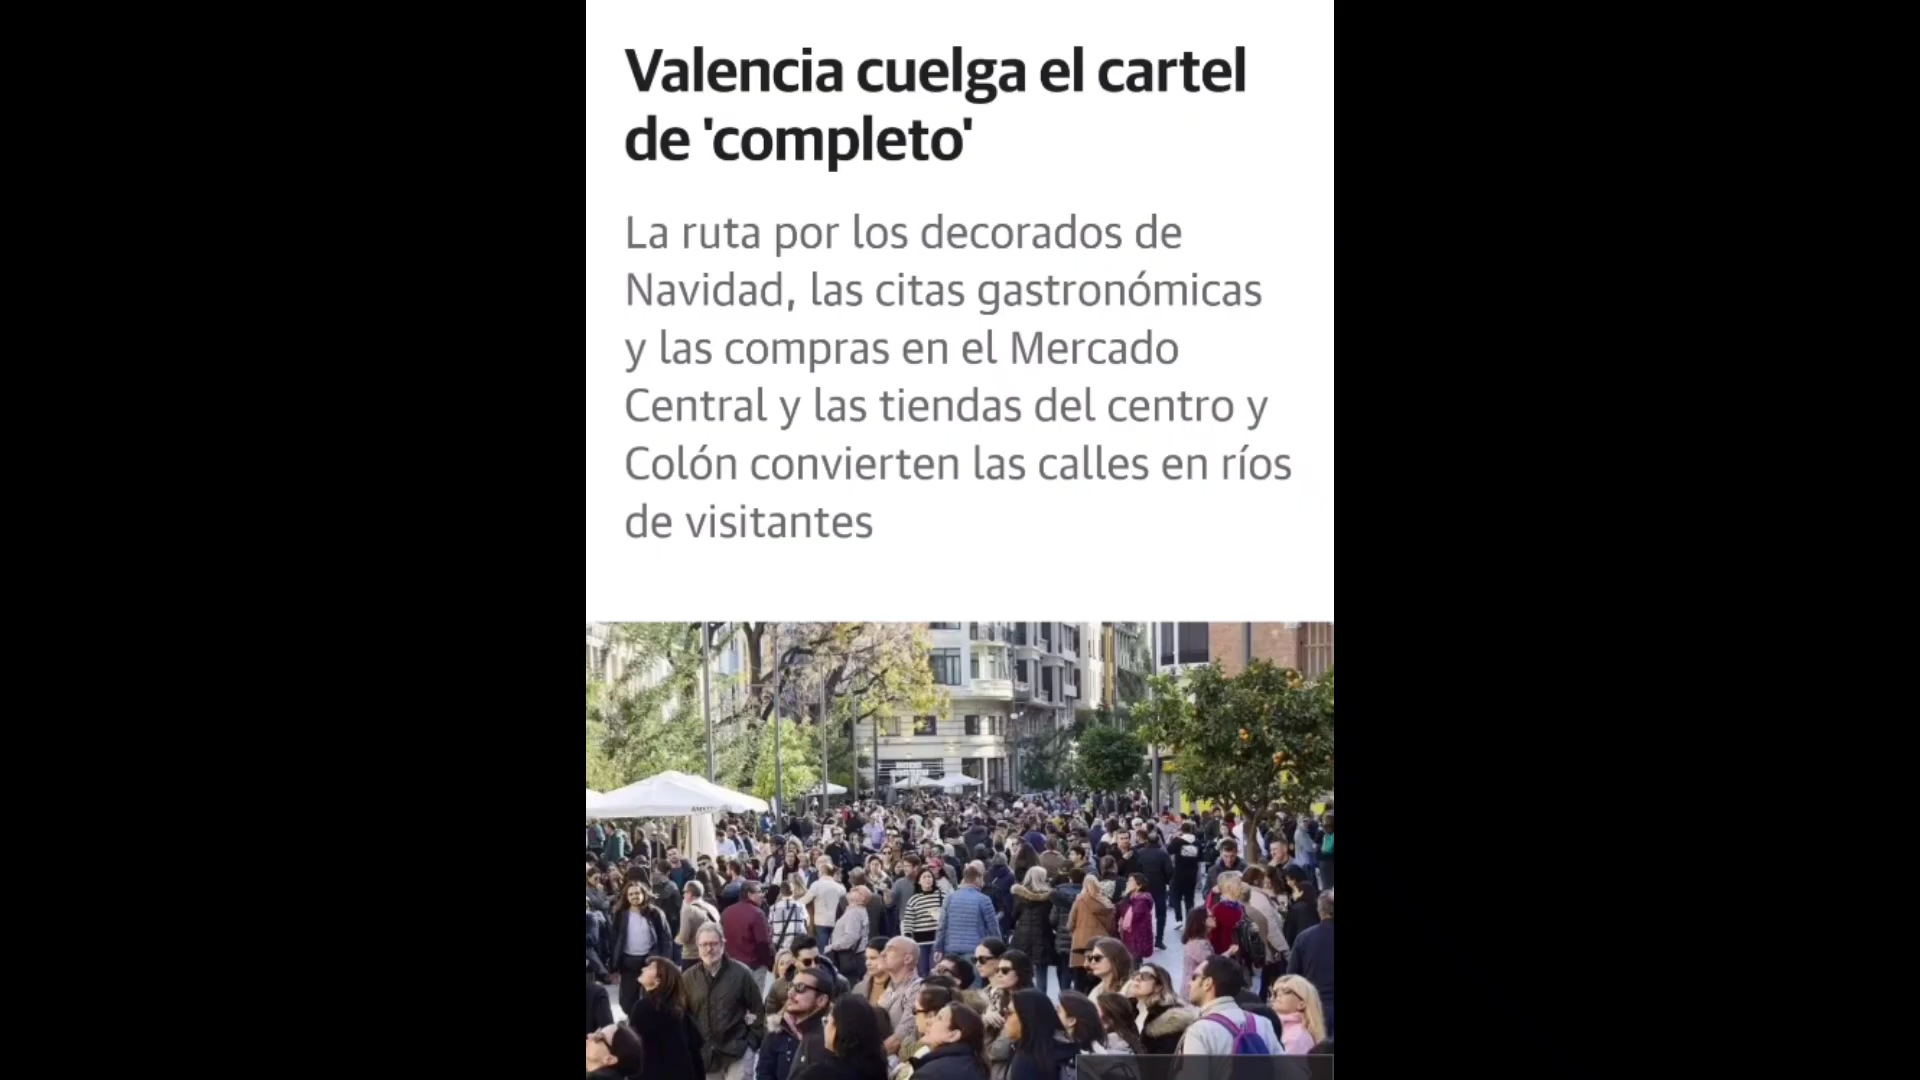 Valencia cuelga el cartel
de 'completo'
La ruta por los decorados de
Navidad, las citas gastronómicas
y las compras en el Mercado
Central y las tiendas del centro y
Colón convierten las calles en ríos
de visitantes